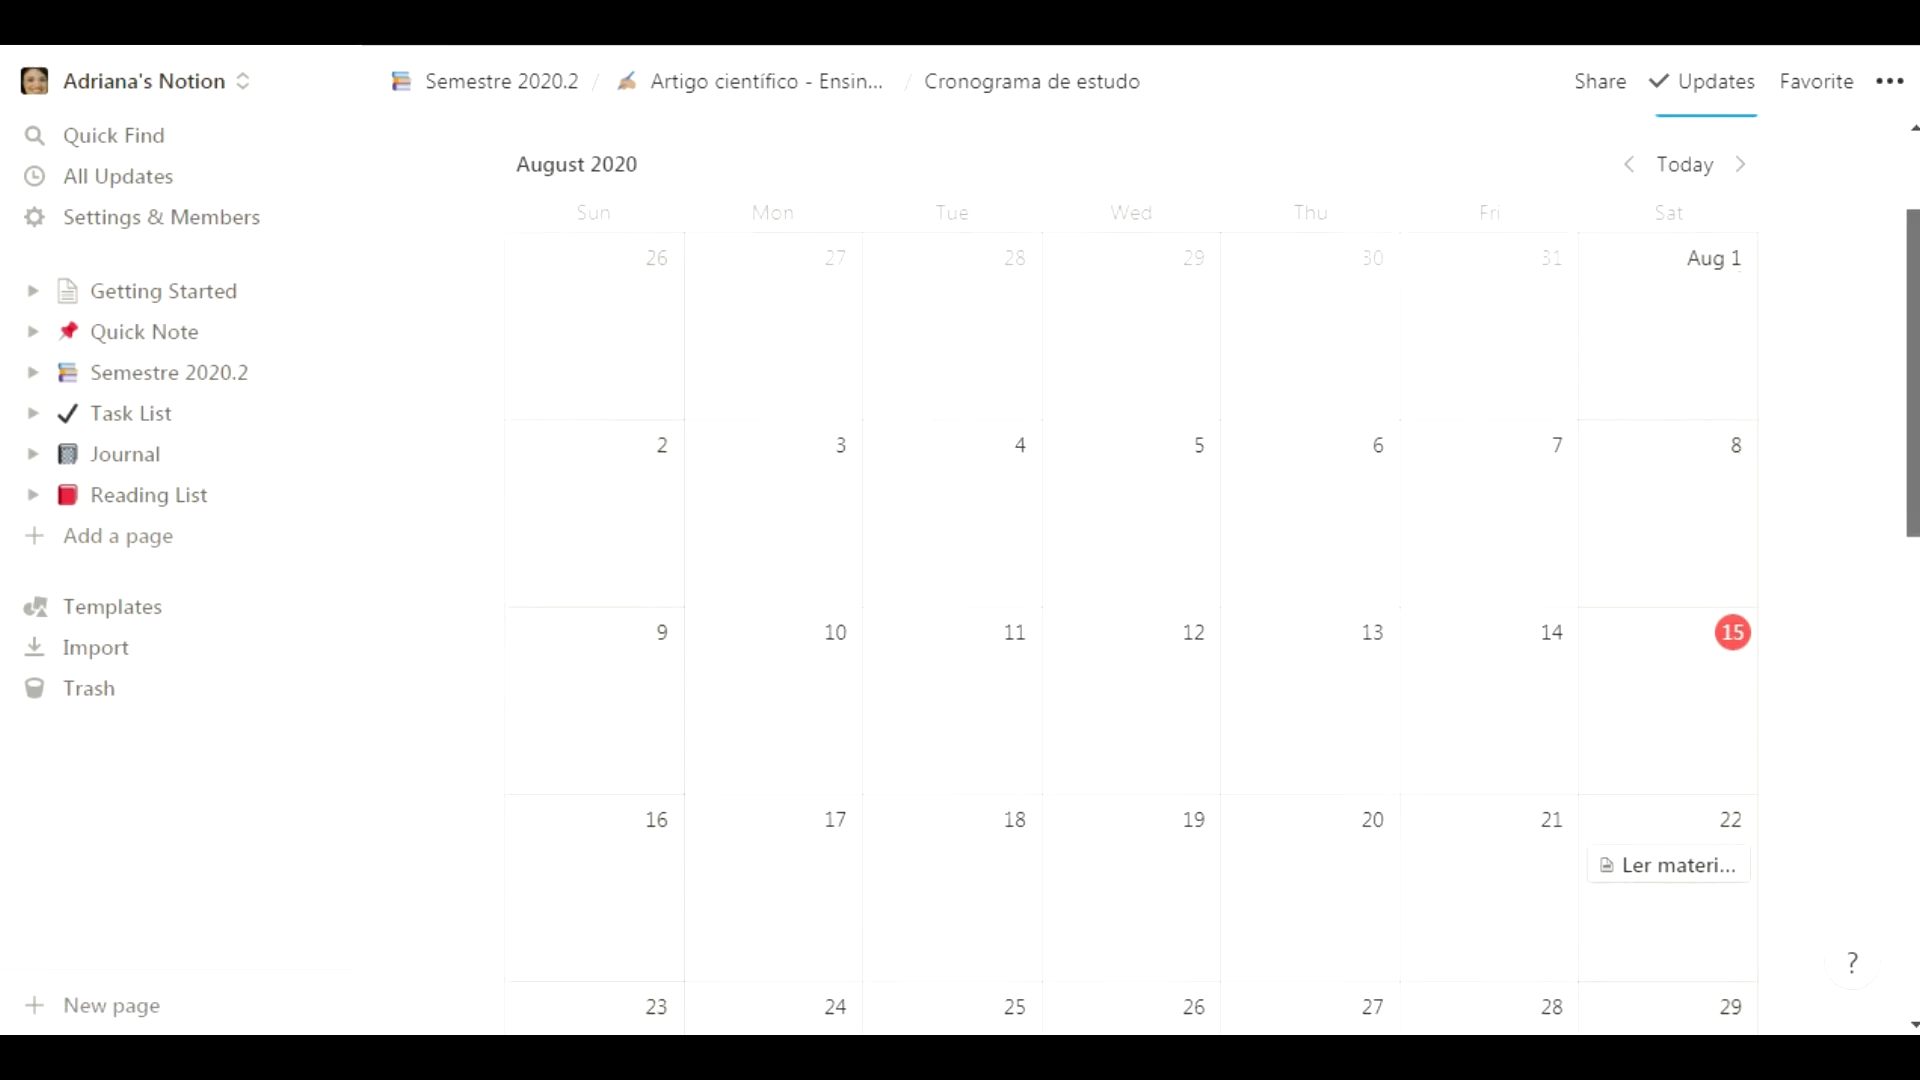 Adriana's Notion
Semestre 2020.2 / Artigo científico - Ensin... / Cronograma de estudo
Share Updates Favorite
Quick Find
All Updates
Settings & Members
Getting Started
Quick Note
Semestre 2020.2
Task List
Journal
Reading List
Add a page
Templates
Import
Trash
New page
August 2020
Today
Sun Mon Tue Wed Thu Fri Sat
26 27 28 29 30 31 Aug 1
2 3 4 5 6 7 8
9 10 11 12 13 14 15
16 17 18 19 20 21 22
Ler materi...
23 24 25 26 27 28 29
?